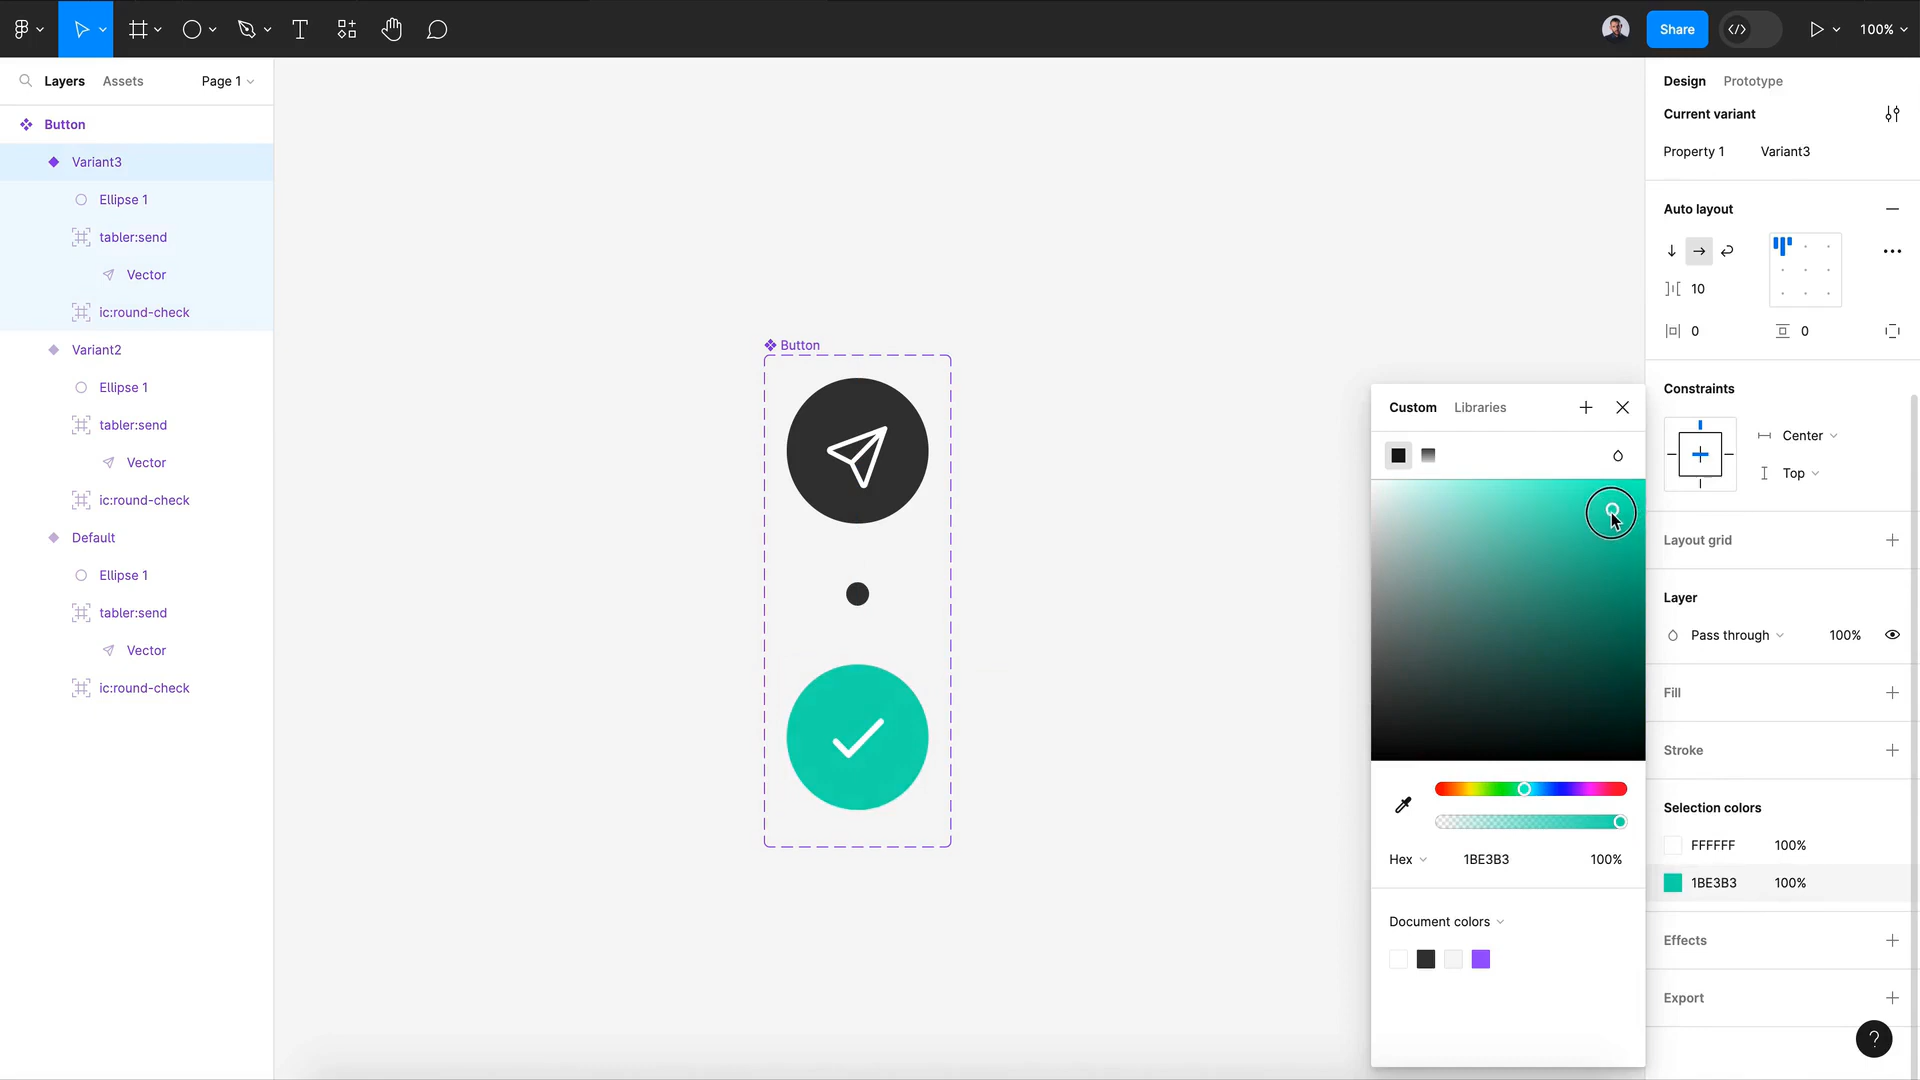 Share
100%
Layers
Assets
Page 1
Button
Variant3
Ellipse 1
tabler:send
Vector
ic:round-check
Variant2
Ellipse 1
tabler:send
Vector
ic:round-check
Default
Ellipse 1
tabler:send
Vector
ic:round-check
Button
Custom
Libraries
Hex
1BE3B3
100%
Document colors
Design
Prototype
Current variant
Property 1
Variant3
Auto layout
10
0
0
Constraints
Center
Top
Layout grid
Layer
Pass through
100%
Fill
Stroke
Selection colors
FFFFFF
100%
1BE3B3
100%
Effects
Export
?